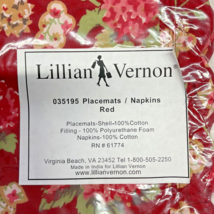 Lillian Vernon®
035195 Placemats / Napkins
Red
Placemats-Shell-100%Cotton
Filling - 100% Polyurethane Foam
Napkins-100% Cotton
RN # 61774
Virginia Beach, VA 23452 Tel 1-800-505-2250
Made in India for Lillian Vernon
www.lillianvernon.com